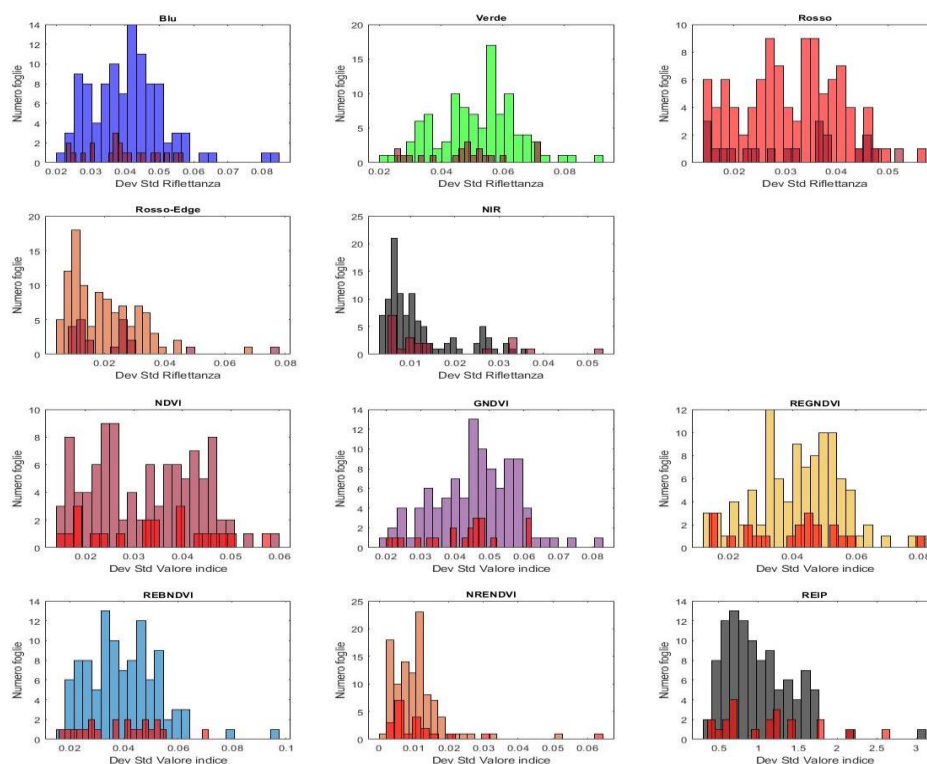 Blu
Numero foglie
14
12
10
8
6
4
2
0
0.02 0.03 0.04 0.05 0.06 0.07 0.08
Dev Std Riflettanza
Verde
Numero foglie
20
15
10
5
0
0.02 0.04 0.06 0.08
Dev Std Riflettanza
Rosso
Numero foglie
10
8
6
4
2
0
0.02 0.03 0.04 0.05
Dev Std Riflettanza
Rosso-Edge
Numero foglie
20
15
10
5
0
0.02 0.04 0.06 0.08
Dev Std Riflettanza
NIR
Numero foglie
25
20
15
10
5
0
0.01 0.02 0.03 0.04 0.05
Dev Std Riflettanza
NDVI
Numero foglie
10
8
6
4
2
0
0.02 0.03 0.04 0.05 0.06
Dev Std Valore indice
GNDVI
Numero foglie
14
12
10
8
6
4
2
0
0.02 0.03 0.04 0.05 0.06 0.07 0.08
Dev Std Valore indice
REGNDVI
Numero foglie
12
10
8
6
4
2
0
0.02 0.04 0.06 0.08
Dev Std Valore indice
REBNDVI
Numero foglie
14
12
10
8
6
4
2
0
0.02 0.04 0.06 0.08 0.1
Dev Std Valore indice
NRENDVI
Numero foglie
25
20
15
10
5
0
0 0.01 0.02 0.03 0.04 0.05 0.06
Dev Std Valore indice
REIP
Numero foglie
14
12
10
8
6
4
2
0
0.5 1 1.5 2 2.5 3
Dev Std Valore indice